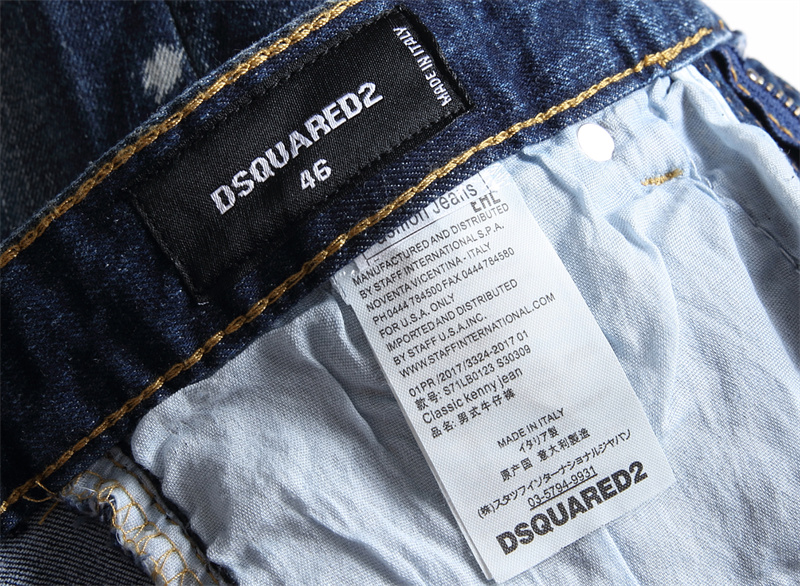 DSQUARED2
46
MADE IN ITALY
Jeans
EHE
MANUFACTURED AND DISTRIBUTED
BY STAFF INTERNATIONAL S.P.A.
NOVENTA VICENTINA - ITALY
PH 0444 784500 FAX 0444 784580
FOR U.S.A. ONLY
IMPORTED AND DISTRIBUTED
BY STAFF U.S.A.INC.
WWW.STAFFINTERNATIONAL.COM
01PR/2017/3324-2017 01
款号: S71LB0123 S30309
Classic kenny jean
品名: 男式牛仔裤
MADE IN ITALY
イタリア製
原产国 意大利製造
(株)スタッフインターナショナルジャパン
03-5794-9931
DSQUARED2